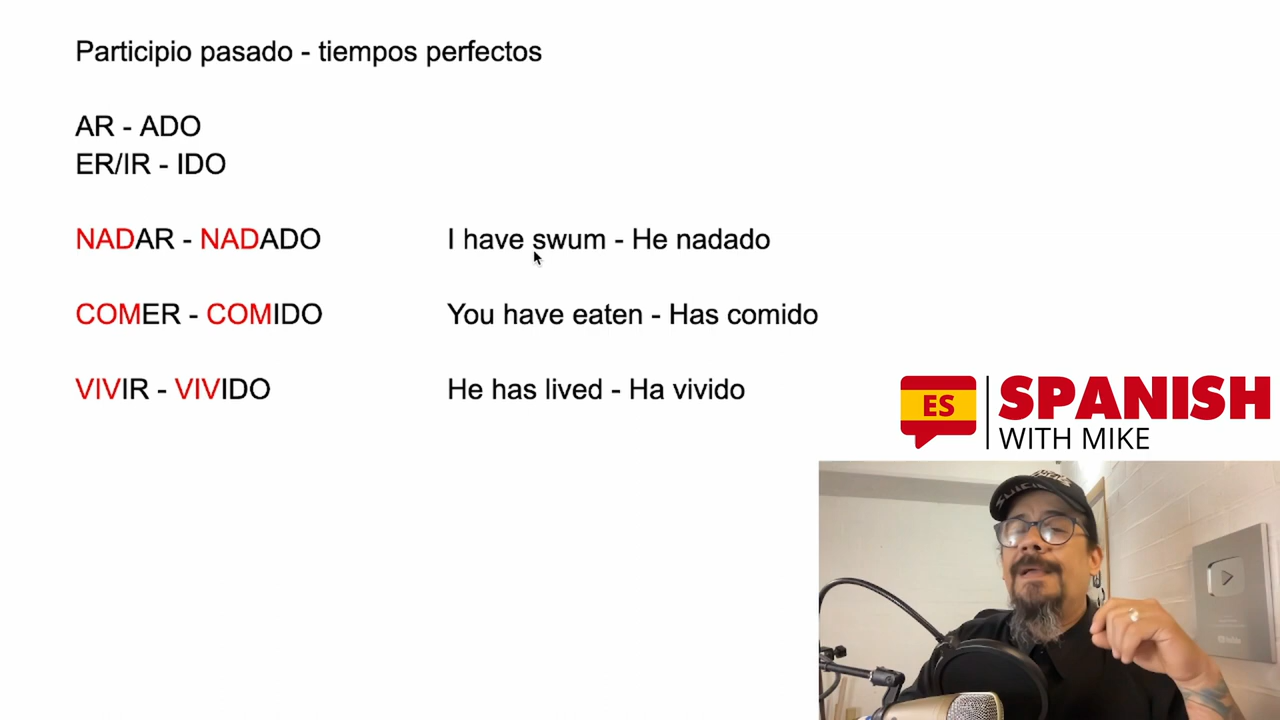 Participio pasado - tiempos perfectos
AR - ADO
ER/IR - IDO
NADAR - NADADO
I have swum - He nadado
COMER - COMIDO
You have eaten - Has comido
VIVIR - VIVIDO
He has lived - Ha vivido
ES
SPANISH
WITH MIKE